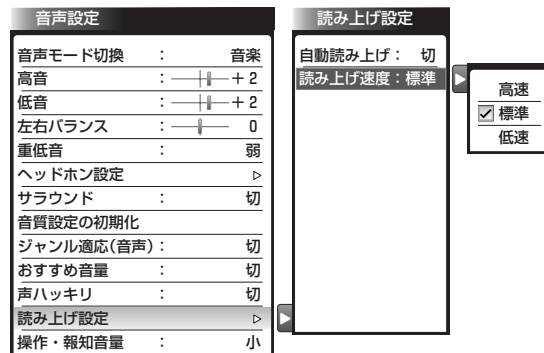 音声設定
音声モード切換 : 音楽
高音 : +2
低音 : +2
左右バランス : 0
重低音 : 弱
ヘッドホン設定
サラウンド : 切
音質設定の初期化
ジャンル適応(音声): 切
おすすめ音量 : 切
声ハッキリ : 切
読み上げ設定
操作・報知音量 : 小
読み上げ設定
自動読み上げ: 切
読み上げ速度:標準
高速
標準
低速